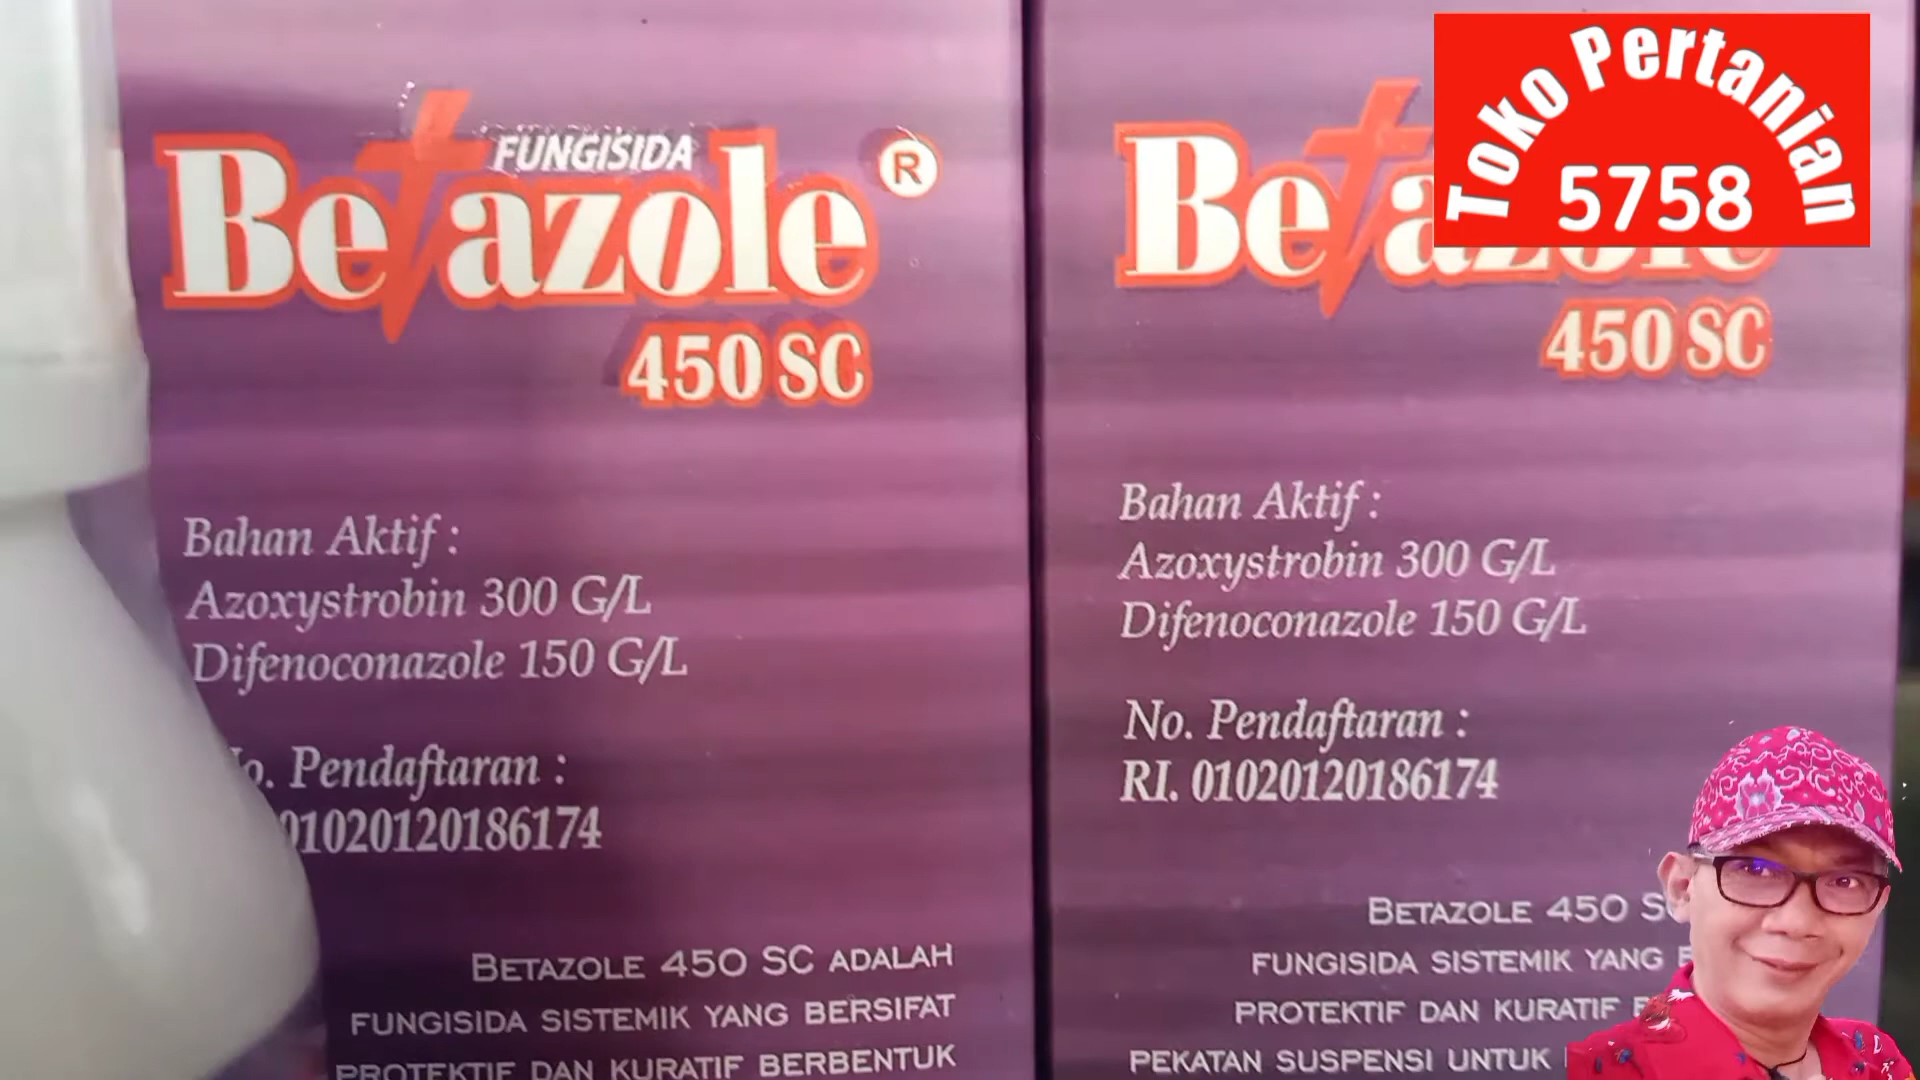 FUNGISIDA
Betazole ®
450 SC
Bahan Aktif :
Azoxystrobin 300 G/L
Difenoconazole 150 G/L
Pendaftaran :
01020120186174
BETAZOLE 450 SC ADALAH
FUNGISIDA SISTEMIK YANG BERSIFAT
PROTEKTIF DAN KURATIF BERBENTUK
Betazole
450 SC
Bahan Aktif :
Azoxystrobin 300 G/L
Difenoconazole 150 G/L
No. Pendaftaran :
RI. 01020120186174
BETAZOLE 450
FUNGISIDA SISTEMIK YANG
PROTEKTIF DAN KURATIF
PEKATAN SUSPENSI UNTUK
Toko Pertanian
5758